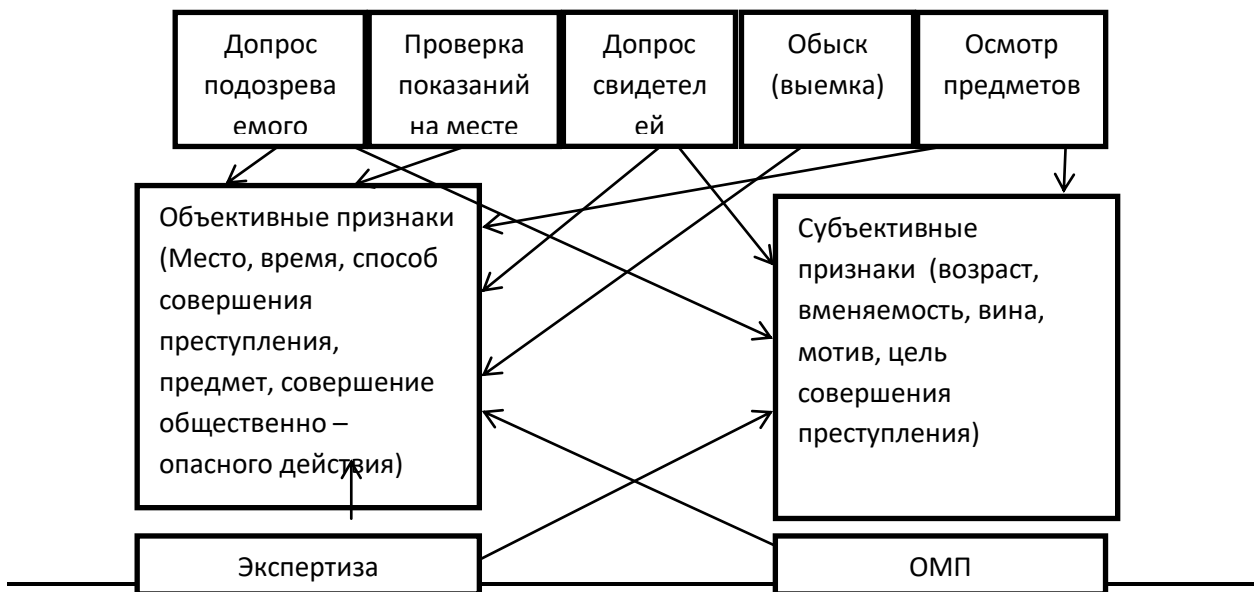 Допрос
подозрева
емого
Проверка
показаний
на месте
Допрос
свидетел
ей
Обыск
(выемка)
Осмотр
предметов
Объективные признаки
(Место, время, способ
совершения
преступления,
предмет, совершение
общественно –
опасного действия)
Субъективные
признаки (возраст,
вменяемость, вина,
мотив, цель
совершения
преступления)
Экспертиза
ОМП